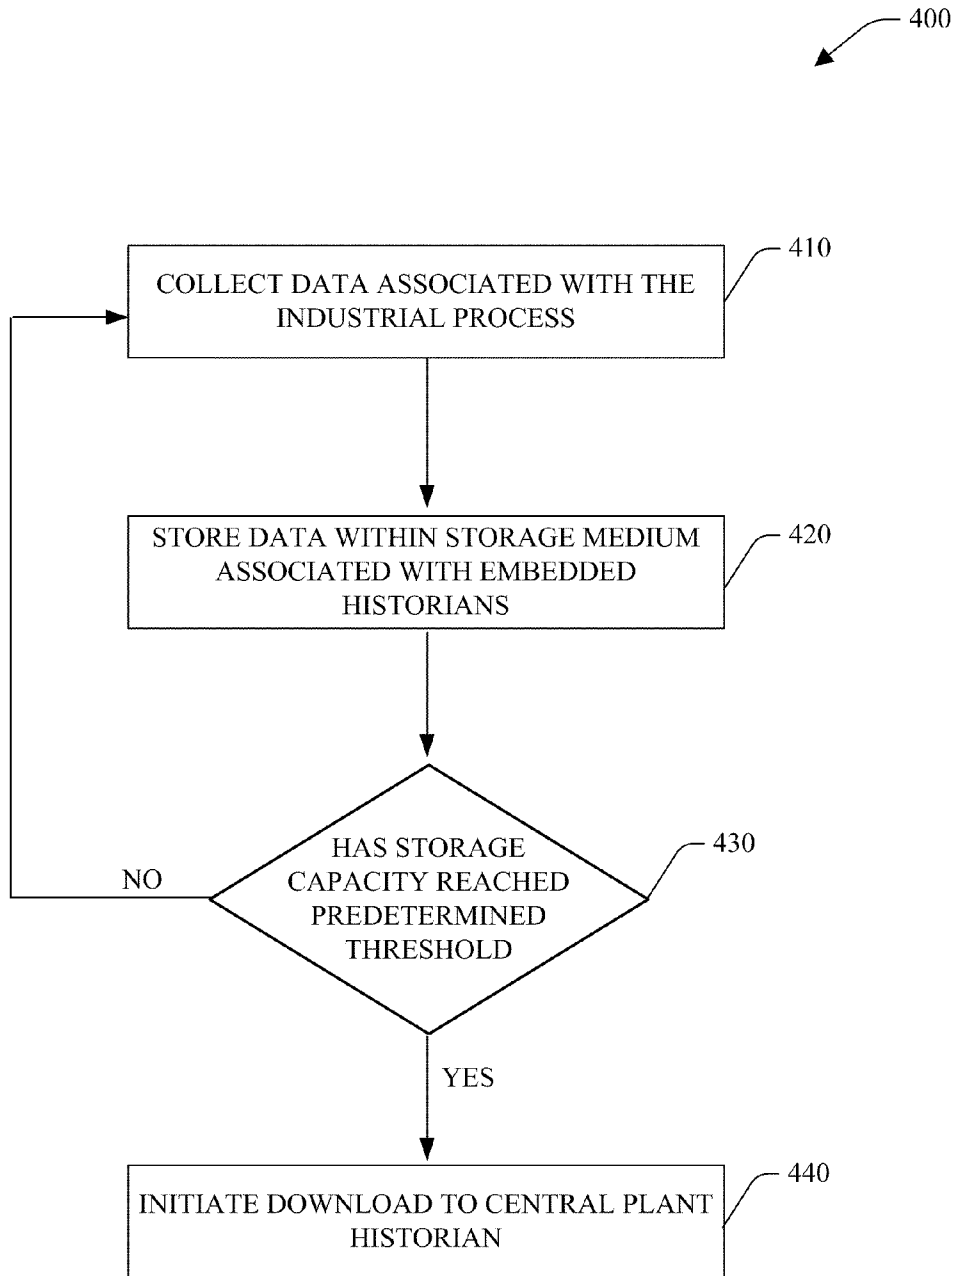 400
410
COLLECT DATA ASSOCIATED WITH THE
INDUSTRIAL PROCESS
420
STORE DATA WITHIN STORAGE MEDIUM
ASSOCIATED WITH EMBEDDED
HISTORIANS
430
HAS STORAGE
CAPACITY REACHED
PREDETERMINED
THRESHOLD
NO
YES
440
INITIATE DOWNLOAD TO CENTRAL PLANT
HISTORIAN